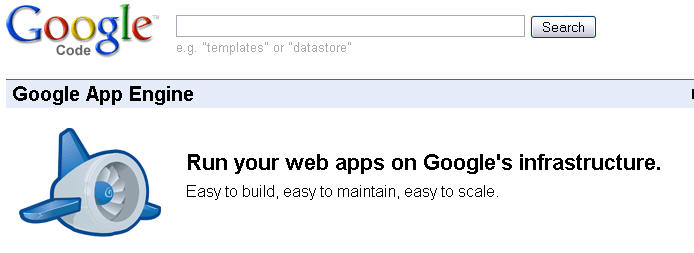 Google™
Code
Search
e.g. "templates" or "datastore"
Google App Engine
Run your web apps on Google's infrastructure.
Easy to build, easy to maintain, easy to scale.